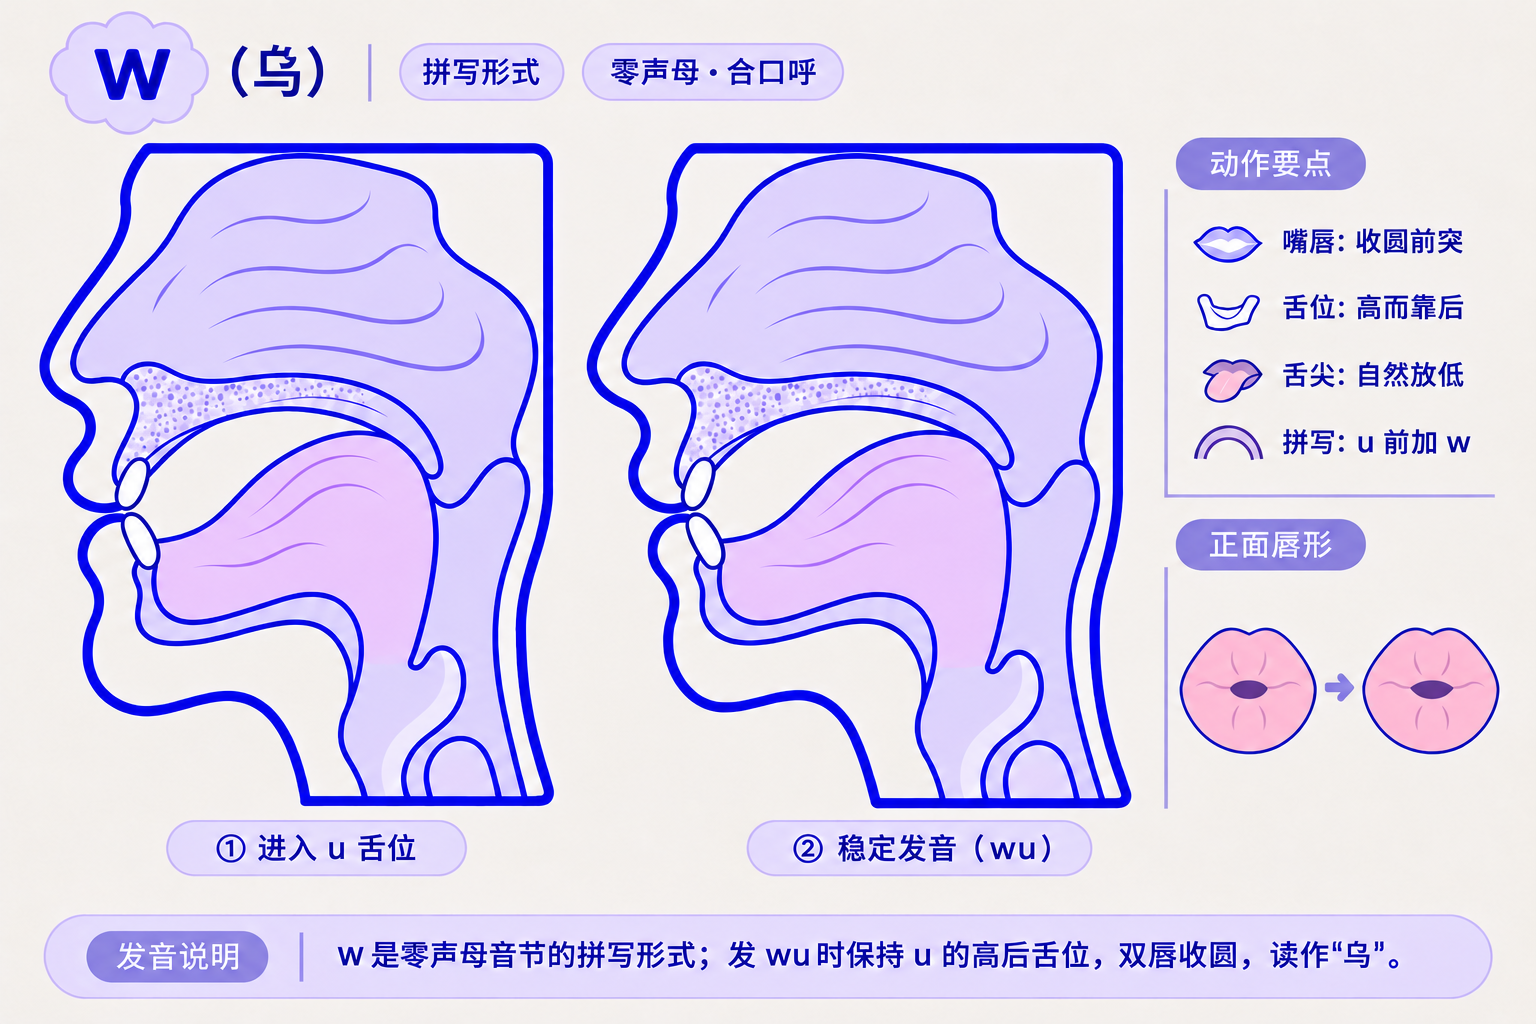 w（乌）
拼写形式
零声母·合口呼
动作要点
嘴唇：收圆前突
舌位：高而靠后
舌尖：自然放低
拼写：u 前加 w
正面唇形
① 进入 u 舌位
② 稳定发音（wu）
发音说明
w 是零声母音节的拼写形式；发 wu 时保持 u 的高后舌位，双唇收圆，读作“乌”。